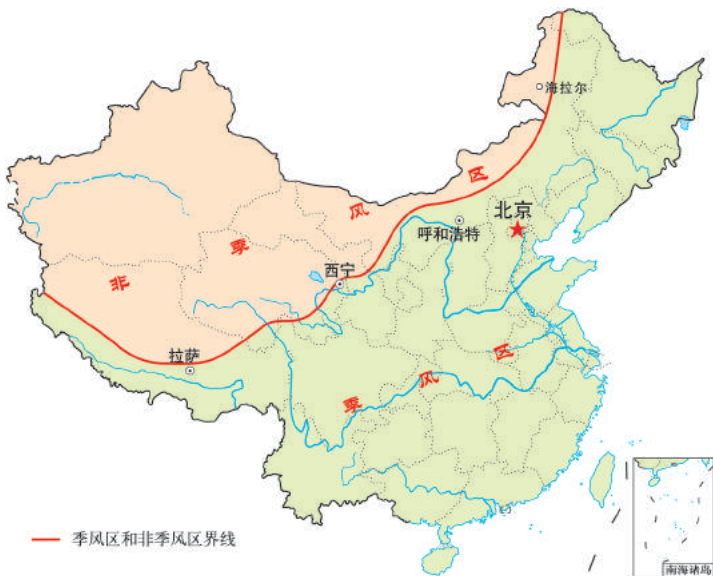 海拉尔
非季风区
北京
呼和浩特
西宁
拉萨
季风区
季风区和非季风区界线
南海诸岛